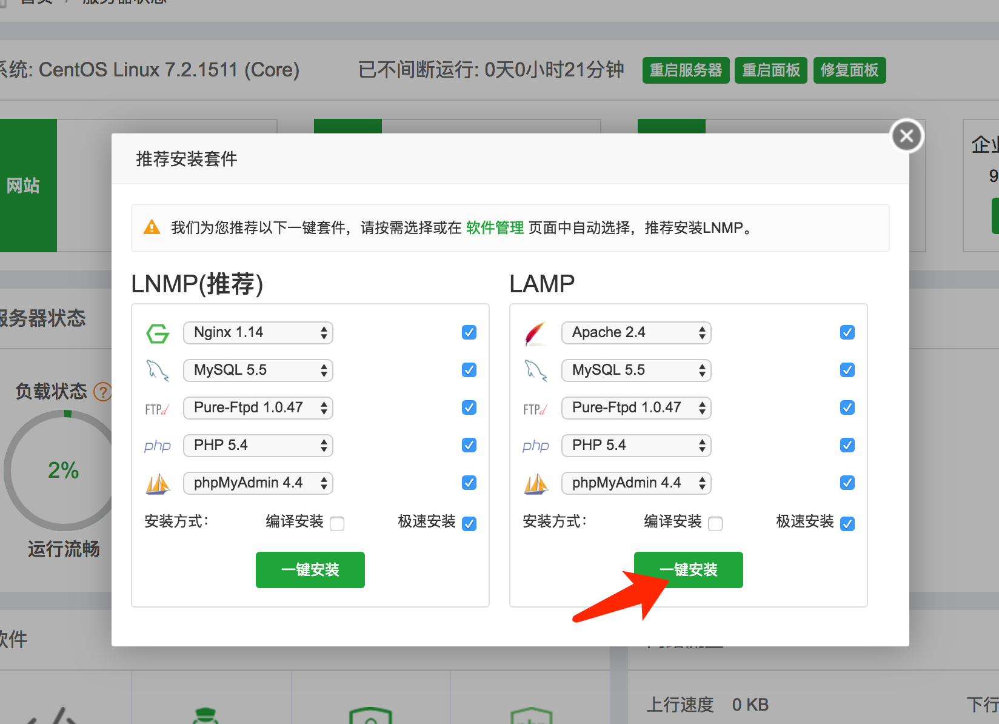 首页 / 服务器状态
系统: CentOS Linux 7.2.1511 (Core)
已不间断运行: 0天0小时21分钟
重启服务器
重启面板
修复面板
网站
企业
9
推荐安装套件
我们为您推荐以下一键套件，请按需选择或在 软件管理 页面中自动选择，推荐安装LNMP。
LNMP(推荐)
Nginx 1.14
MySQL 5.5
FTPd
Pure-Ftpd 1.0.47
php
PHP 5.4
phpMyAdmin 4.4
安装方式：
编译安装
极速安装
一键安装
LAMP
Apache 2.4
MySQL 5.5
FTPd
Pure-Ftpd 1.0.47
php
PHP 5.4
phpMyAdmin 4.4
安装方式：
编译安装
极速安装
一键安装
服务器状态
负载状态 ?
2%
运行流畅
软件
上行速度 0 KB
下行